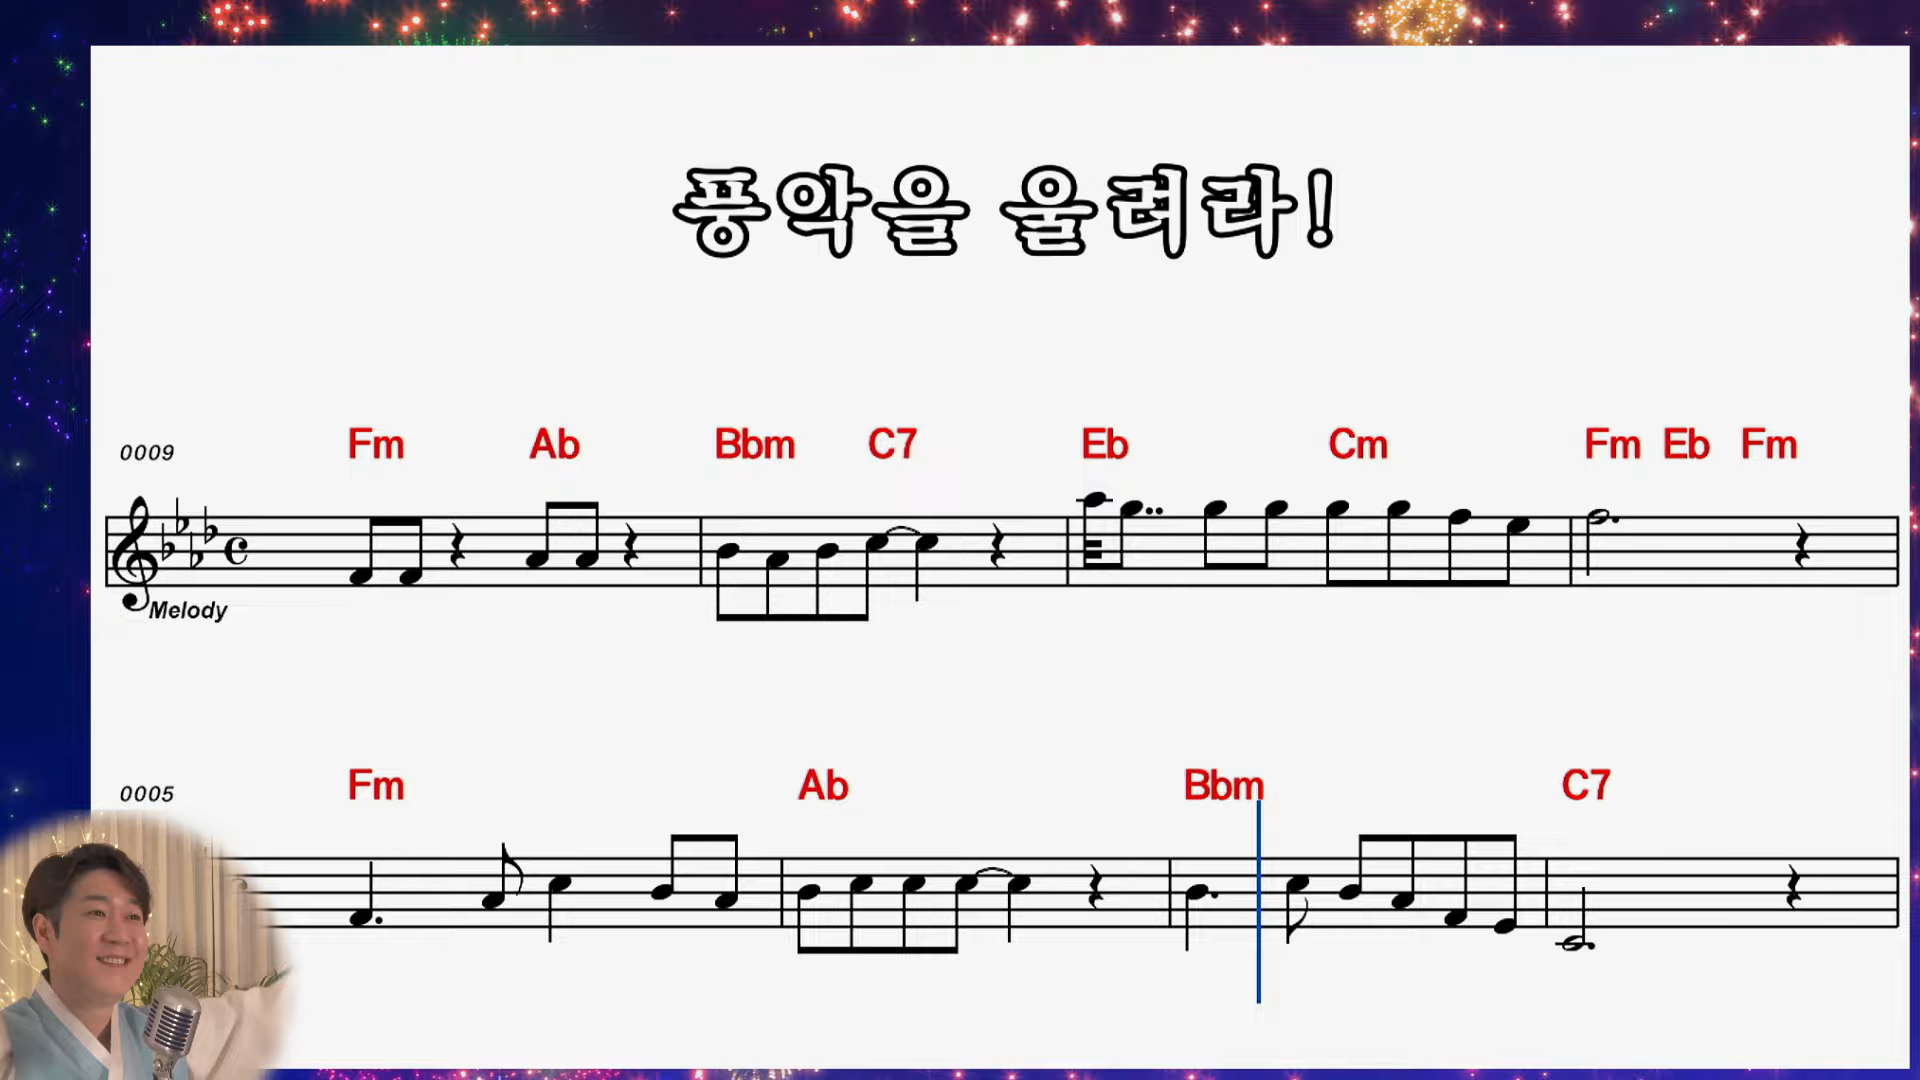 풍악을 울려라!
0009 Fm Ab Bbm C7 Eb Cm Fm Eb Fm
Melody
0005 Fm Ab Bbm C7